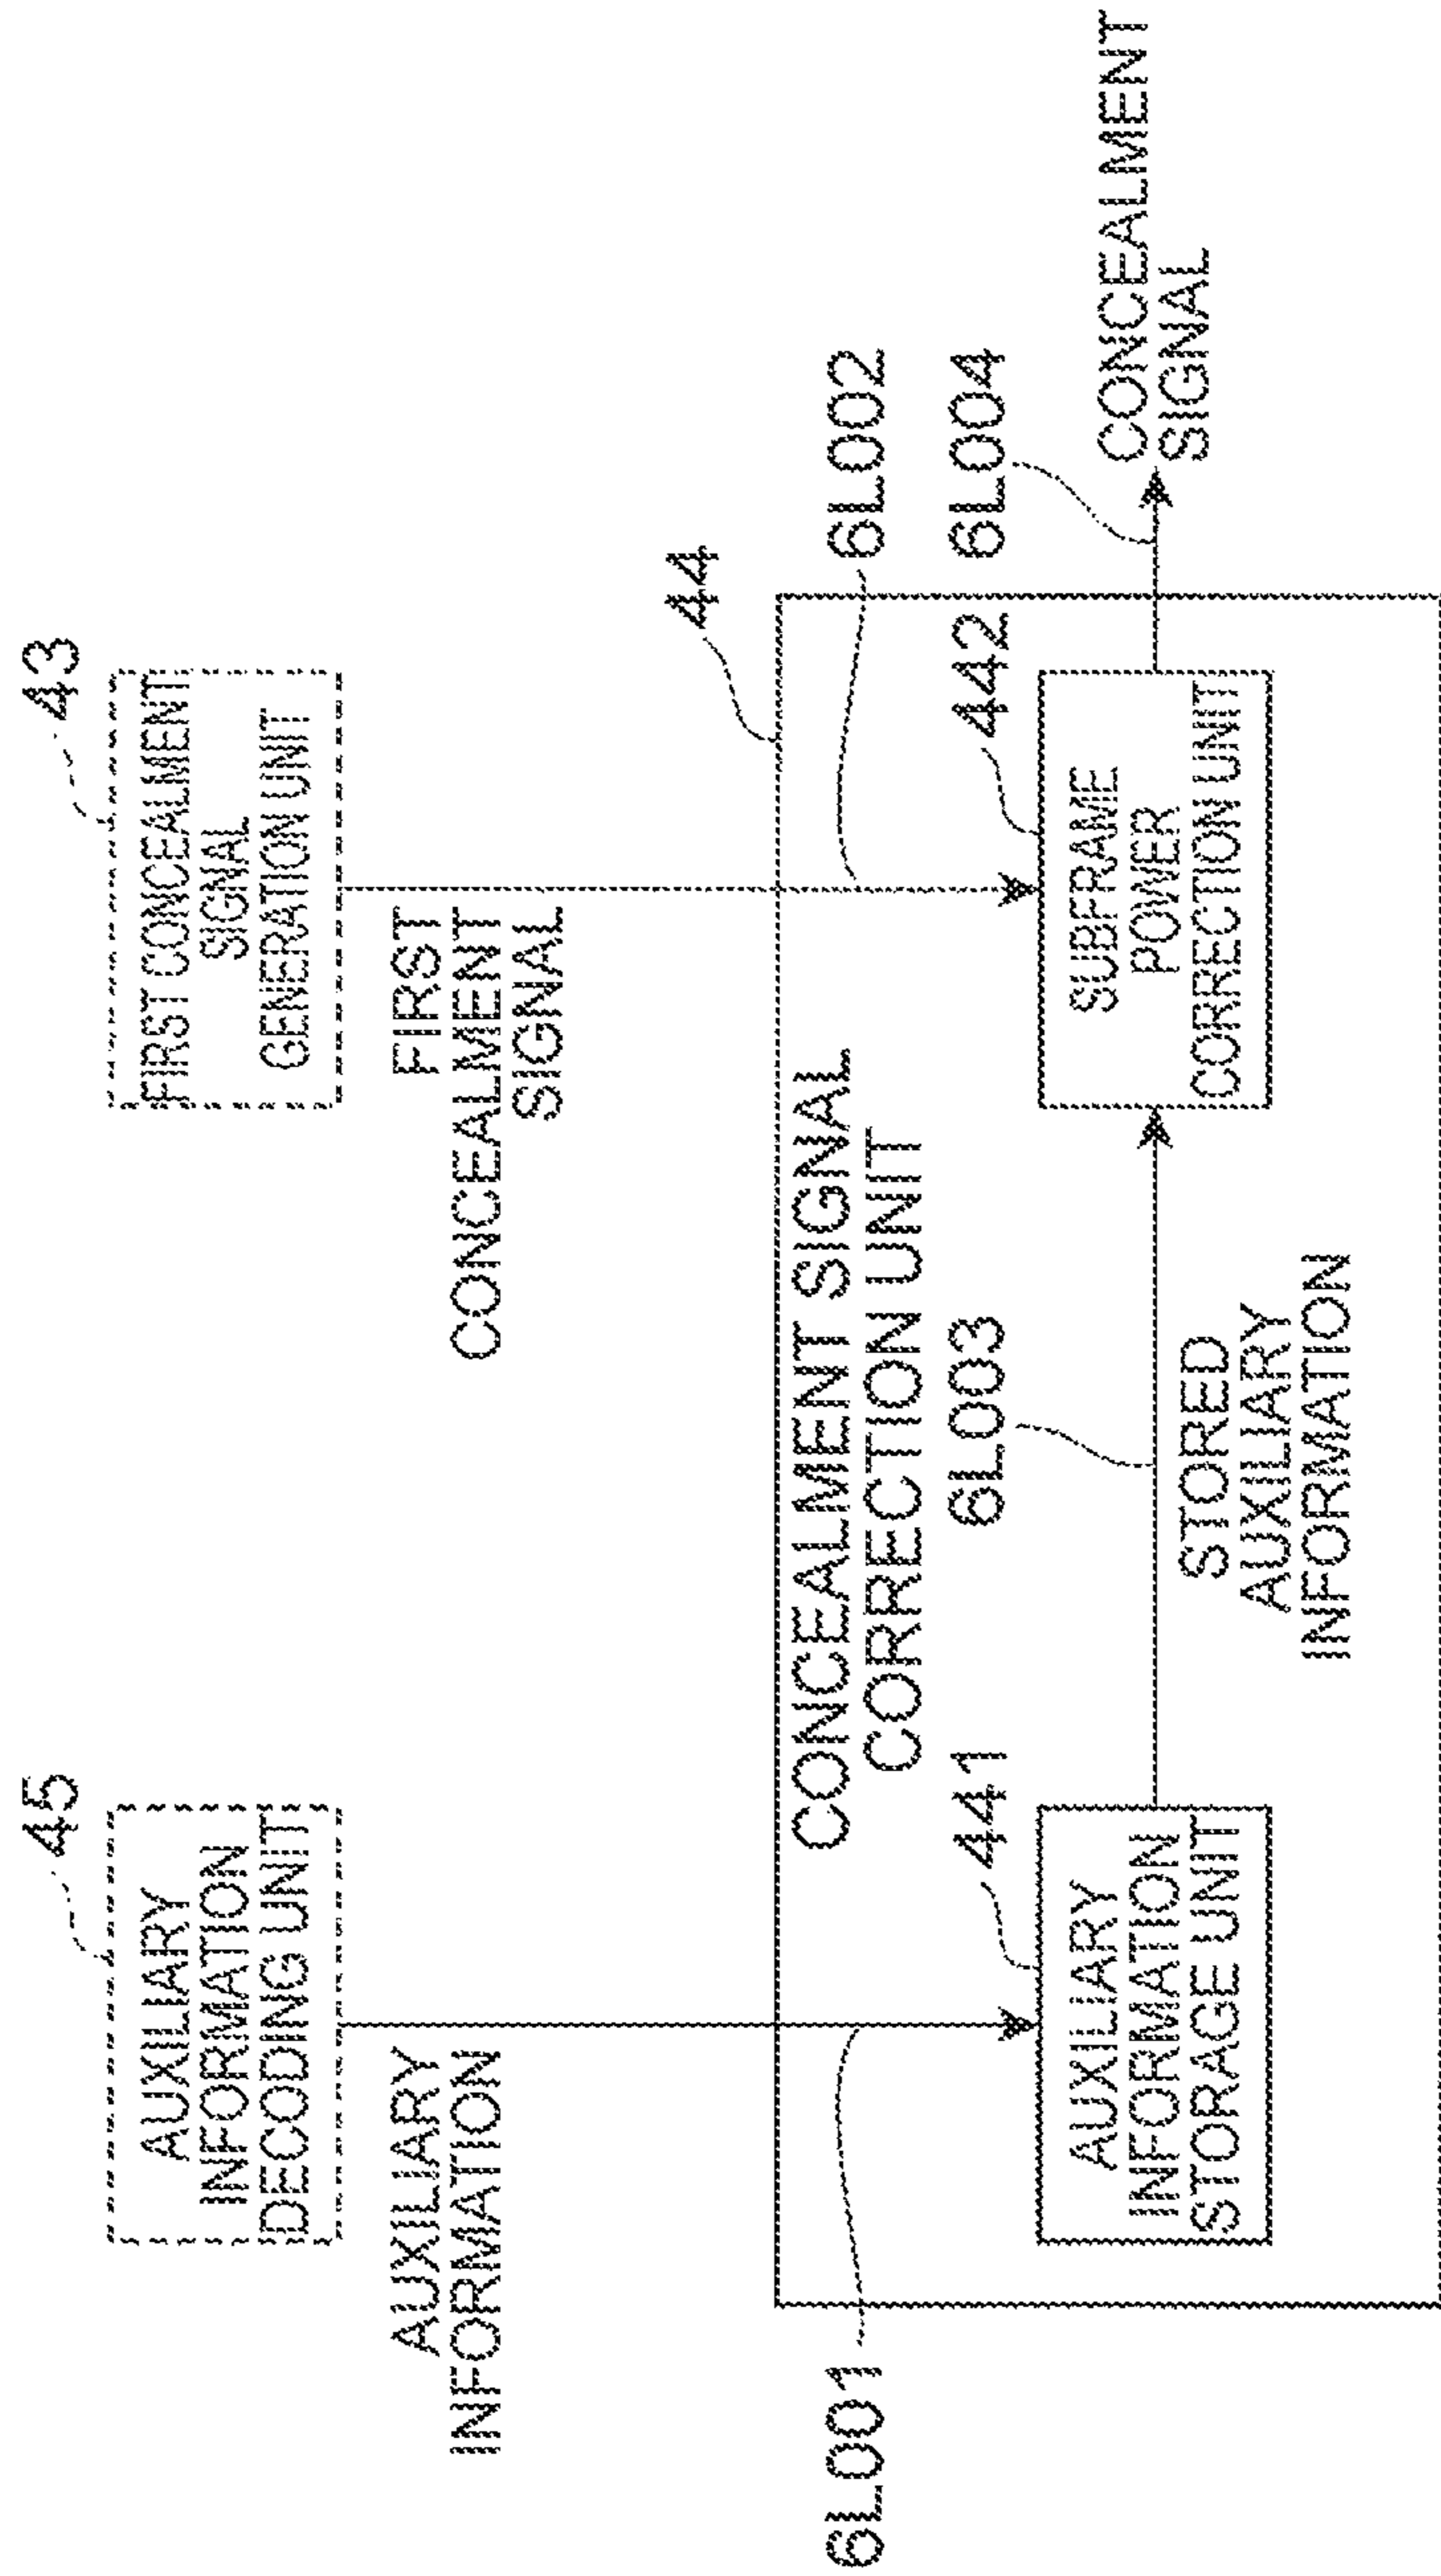 45
AUXILIARY
INFORMATION
DECODING UNIT
43
FIRST CONCEALMENT
SIGNAL
GENERATION UNIT
AUXILIARY
INFORMATION
FIRST
CONCEALMENT
SIGNAL
44
6L001
CONCEALMENT SIGNAL
CORRECTION UNIT
6L002
441
6L003
442
6L004
AUXILIARY
INFORMATION
STORAGE UNIT
STORED
AUXILIARY
INFORMATION
SUBFRAME
POWER
CORRECTION UNIT
CONCEALMENT
SIGNAL